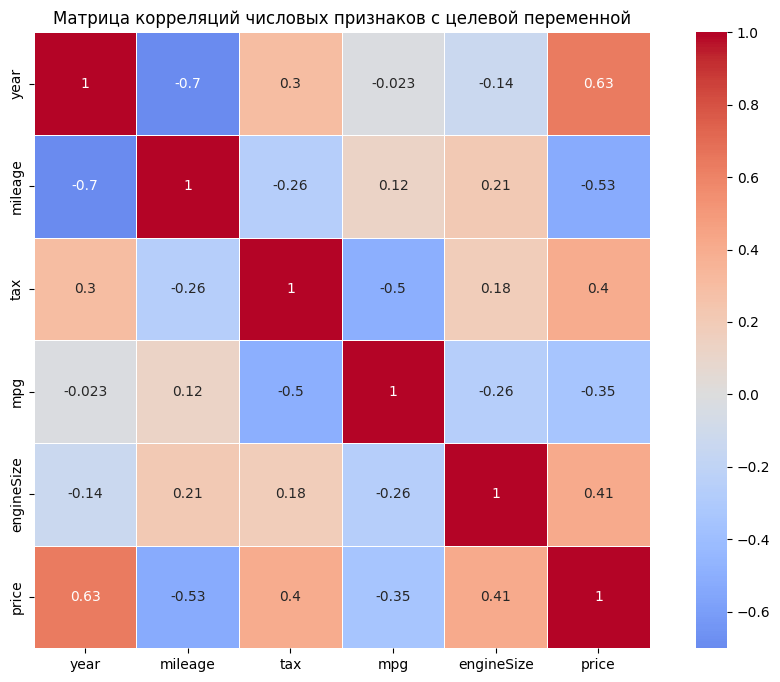 Матрица корреляций числовых признаков с целевой переменной
year 1 -0.7 0.3 -0.023 -0.14 0.63
mileage -0.7 1 -0.26 0.12 0.21 -0.53
tax 0.3 -0.26 1 -0.5 0.18 0.4
mpg -0.023 0.12 -0.5 1 -0.26 -0.35
engineSize -0.14 0.21 0.18 -0.26 1 0.41
price 0.63 -0.53 0.4 -0.35 0.41 1
year mileage tax mpg engineSize price
1.0
0.8
0.6
0.4
0.2
0.0
−0.2
−0.4
−0.6